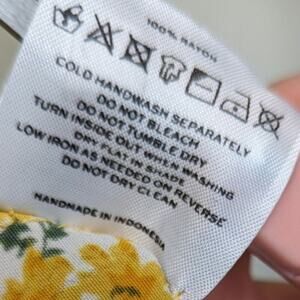 100% RAYON
COLD HANDWASH SEPARATELY
DO NOT BLEACH
DO NOT TUMBLE DRY
TURN INSIDE OUT WHEN WASHING
DRY FLAT IN SHADE
LOW IRON AS NEEDED ON REVERSE
DO NOT DRY CLEAN
HANDMADE IN INDONESIA